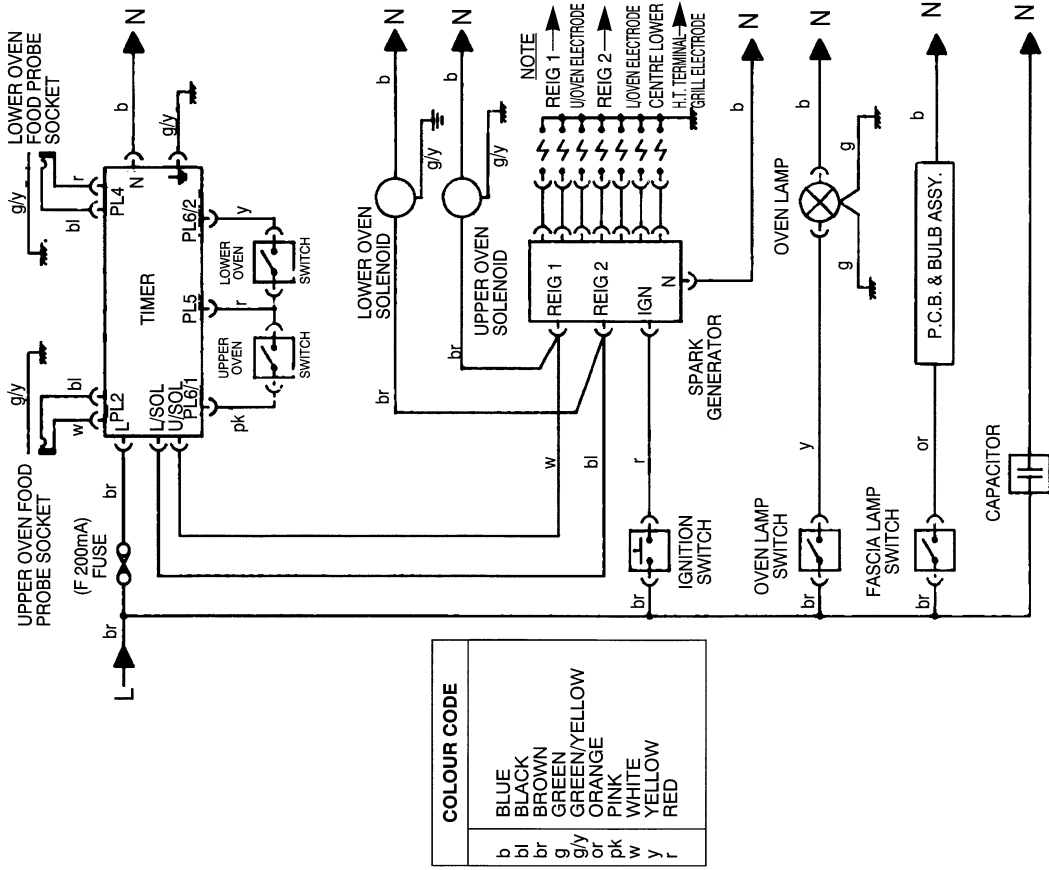 UPPER OVEN FOOD
PROBE SOCKET
g/y
w
bl
PL2
LOWER OVEN
FOOD PROBE
SOCKET
g/y
bl
r
PL4
L
br
(F 200mA)
FUSE
br
L
TIMER
N
b
N
g/y
L/SOL
U/SOL
PL6/1
PL5
PL6/2
pk
r
y
UPPER
OVEN
SWITCH
LOWER
OVEN
SWITCH
LOWER OVEN
SOLENOID
br
b
N
g/y
UPPER OVEN
SOLENOID
br
b
N
g/y
NOTE
REIG 1
U/OVEN ELECTRODE
REIG 2
L/OVEN ELECTRODE
CENTRE LOWER
H.T. TERMINAL
GRILL ELECTRODE
REIG 1
REIG 2
IGN
N
SPARK
GENERATOR
b
N
w
bl
r
br
IGNITION
SWITCH
OVEN LAMP
b
N
g
g
y
br
OVEN LAMP
SWITCH
P.C.B. & BULB ASSY.
b
N
or
br
FASCIA LAMP
SWITCH
CAPACITOR
N
COLOUR CODE
b BLUE
bl BLACK
br BROWN
g GREEN
g/y GREEN/YELLOW
or ORANGE
pk PINK
w WHITE
y YELLOW
r RED